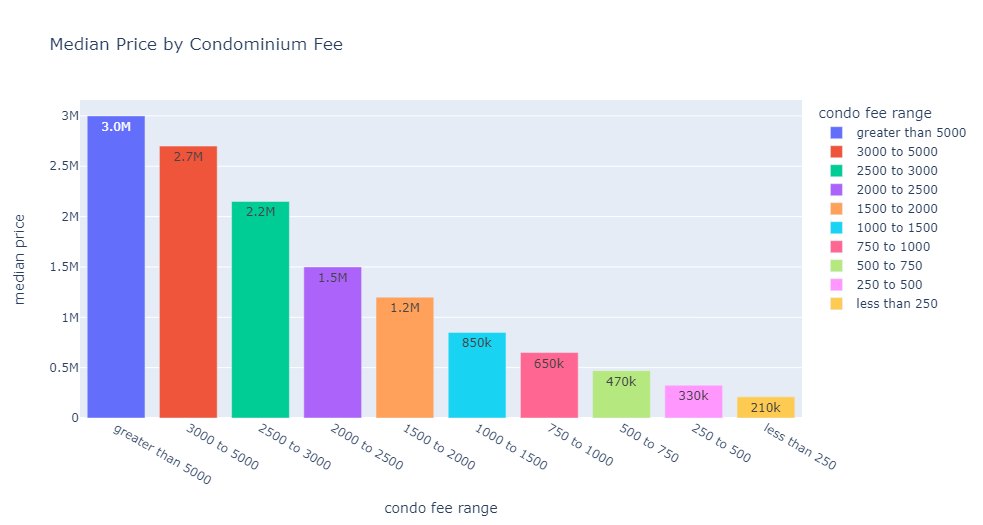 Median Price by Condominium Fee
condo fee range
greater than 5000
3000 to 5000
2500 to 3000
2000 to 2500
1500 to 2000
1000 to 1500
750 to 1000
500 to 750
250 to 500
less than 250
median price
3M
2.5M
2M
1.5M
1M
0.5M
0
3.0M
2.7M
2.2M
1.5M
1.2M
850k
650k
470k
330k
210k
greater than 5000
3000 to 5000
2500 to 3000
2000 to 2500
1500 to 2000
1000 to 1500
750 to 1000
500 to 750
250 to 500
less than 250
condo fee range